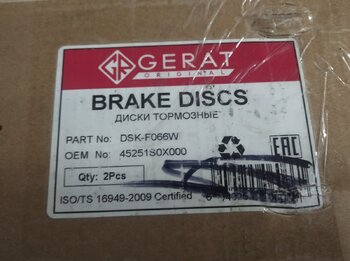 GERAT
ORIGINAL
BRAKE DISCS
ДИСКИ ТОРМОЗНЫЕ
PART No: DSK-F066W
OEM No: 45251S0X000
Qty: 2Pcs
EAC
ISO/TS 16949-2009 Certified